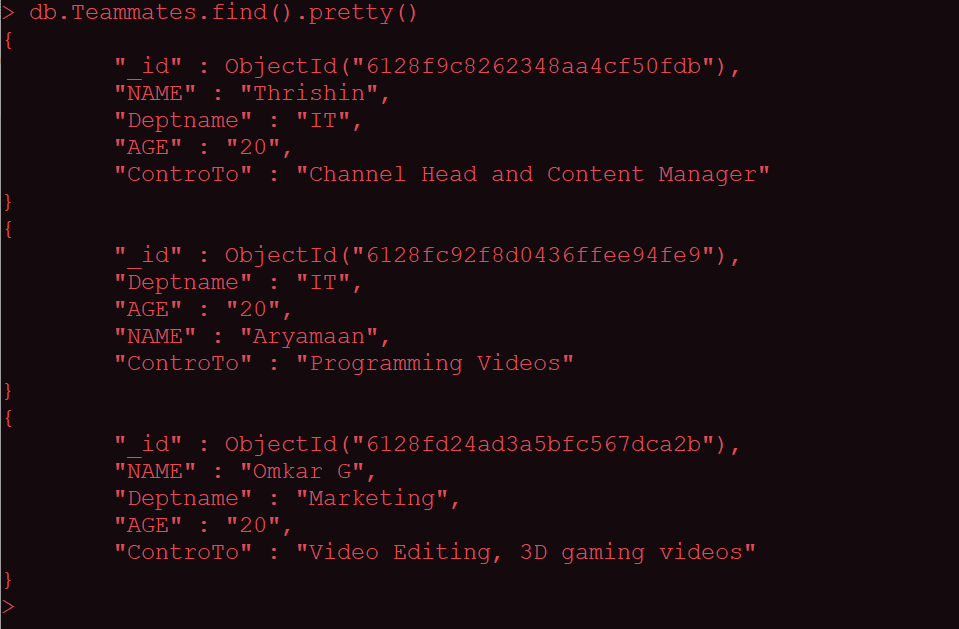 > db.Teammates.find().pretty()
{
"_id" : ObjectId("6128f9c8262348aa4cf50fdb"),
"NAME" : "Thrishin",
"Deptname" : "IT",
"AGE" : "20",
"ControTo" : "Channel Head and Content Manager"
}
{
"_id" : ObjectId("6128fc92f8d0436ffee94fe9"),
"Deptname" : "IT",
"AGE" : "20",
"NAME" : "Aryamaan",
"ControTo" : "Programming Videos"
}
{
"_id" : ObjectId("6128fd24ad3a5bfc567dca2b"),
"NAME" : "Omkar G",
"Deptname" : "Marketing",
"AGE" : "20",
"ControTo" : "Video Editing, 3D gaming videos"
}
>